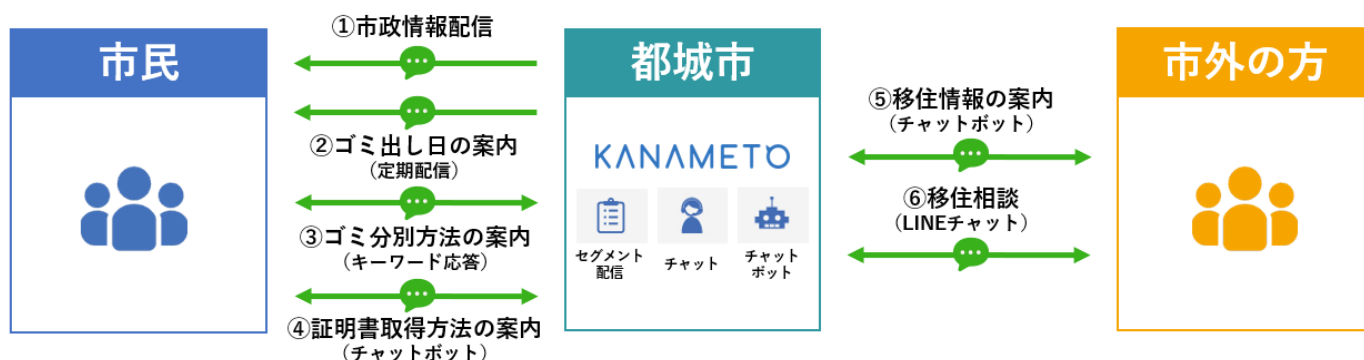 市民
①市政情報配信
②ゴミ出し日の案内
(定期配信)
③ゴミ分別方法の案内
(キーワード応答)
④証明書取得方法の案内
(チャットボット)
都城市
KANAMETO
セグメント
配信
チャット
チャット
ボット
⑤移住情報の案内
(チャットボット)
⑥移住相談
(LINEチャット)
市外の方